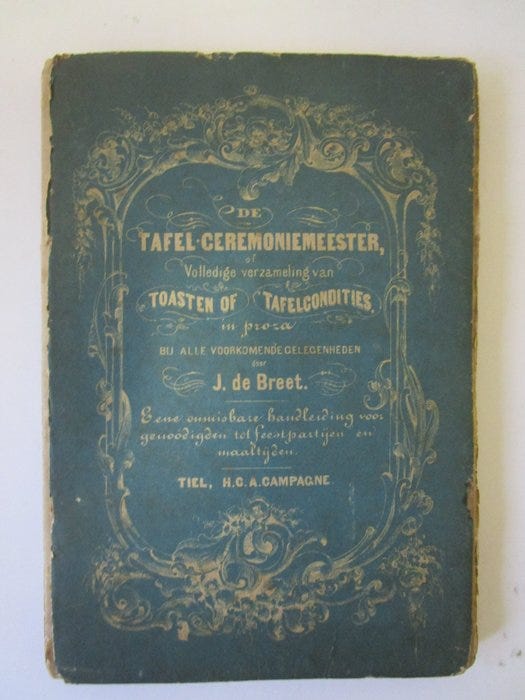 DE
TAFEL-CEREMONIEMEESTER,
of
Volledige verzameling van
TOASTEN OF TAFELCONDITIES,
in proza
BIJ ALLE VOORKOMENDE GELEGENHEDEN
door
J. de Breet.
Eene onmisbare handleiding voor
genoodigden tot feestpartijen en
maaltijden.
TIEL, H.C.A. CAMPAGNE